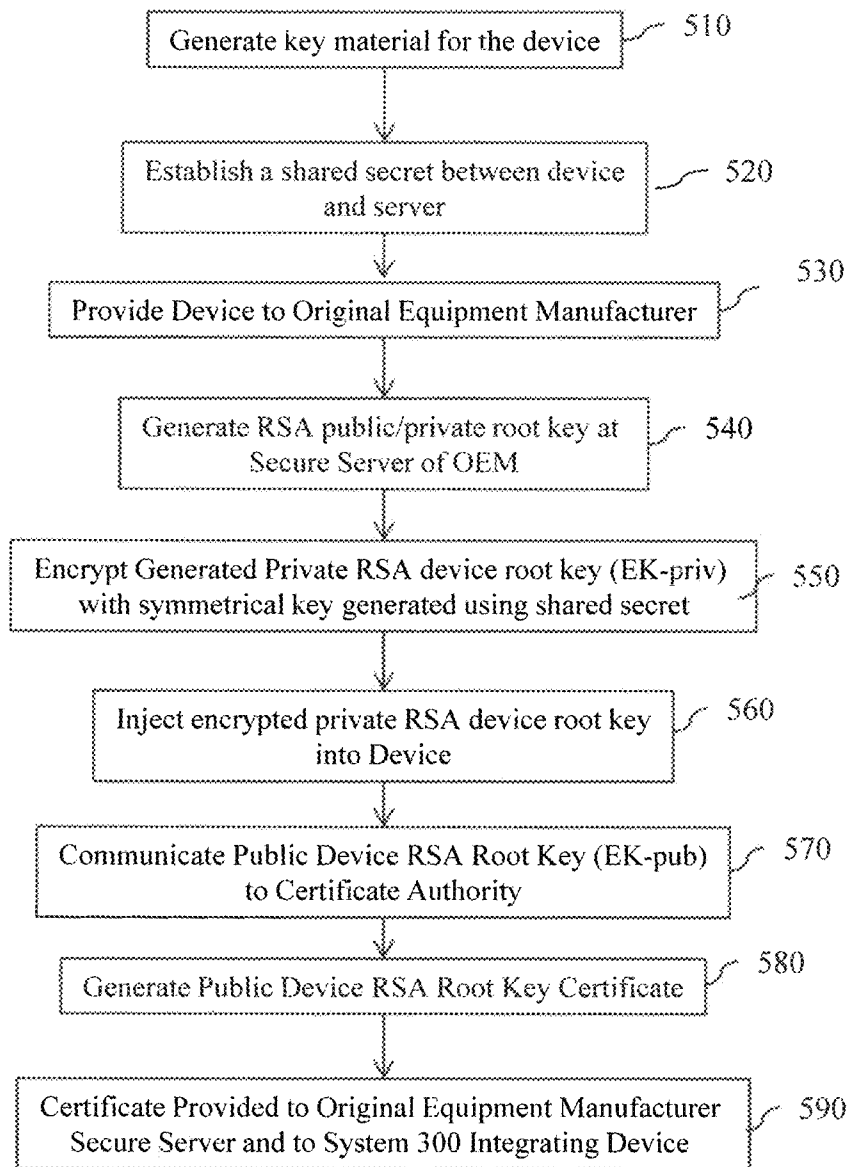 Generate key material for the device
510
Establish a shared secret between device
and server
520
530
Provide Device to Original Equipment Manufacturer
Generate RSA public/private root key at
Secure Server of OEM
540
Encrypt Generated Private RSA device root key (EK-priv)
with symmetrical key generated using shared secret
550
Inject encrypted private RSA device root key
into Device
560
Communicate Public Device RSA Root Key (EK-pub)
to Certificate Authority
570
580
Generate Public Device RSA Root Key Certificate
Certificate Provided to Original Equipment Manufacturer
Secure Server and to System 300 Integrating Device
590